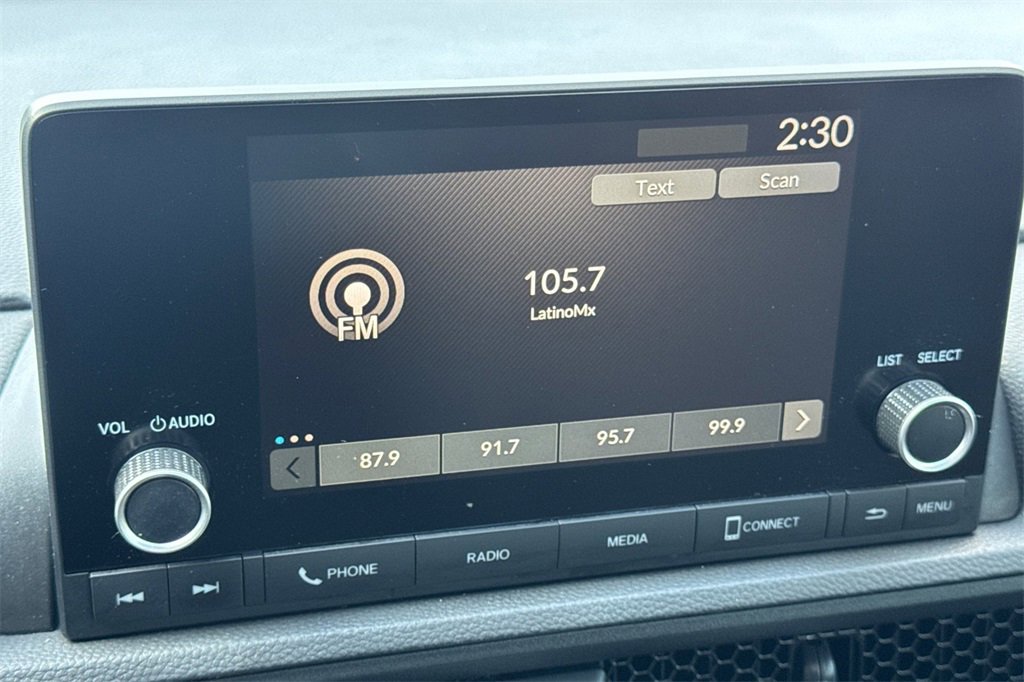 2:30
Text Scan
105.7
LatinoMx
FM
LIST SELECT
VOL AUDIO
87.9 91.7 95.7 99.9
PHONE RADIO MEDIA CONNECT MENU